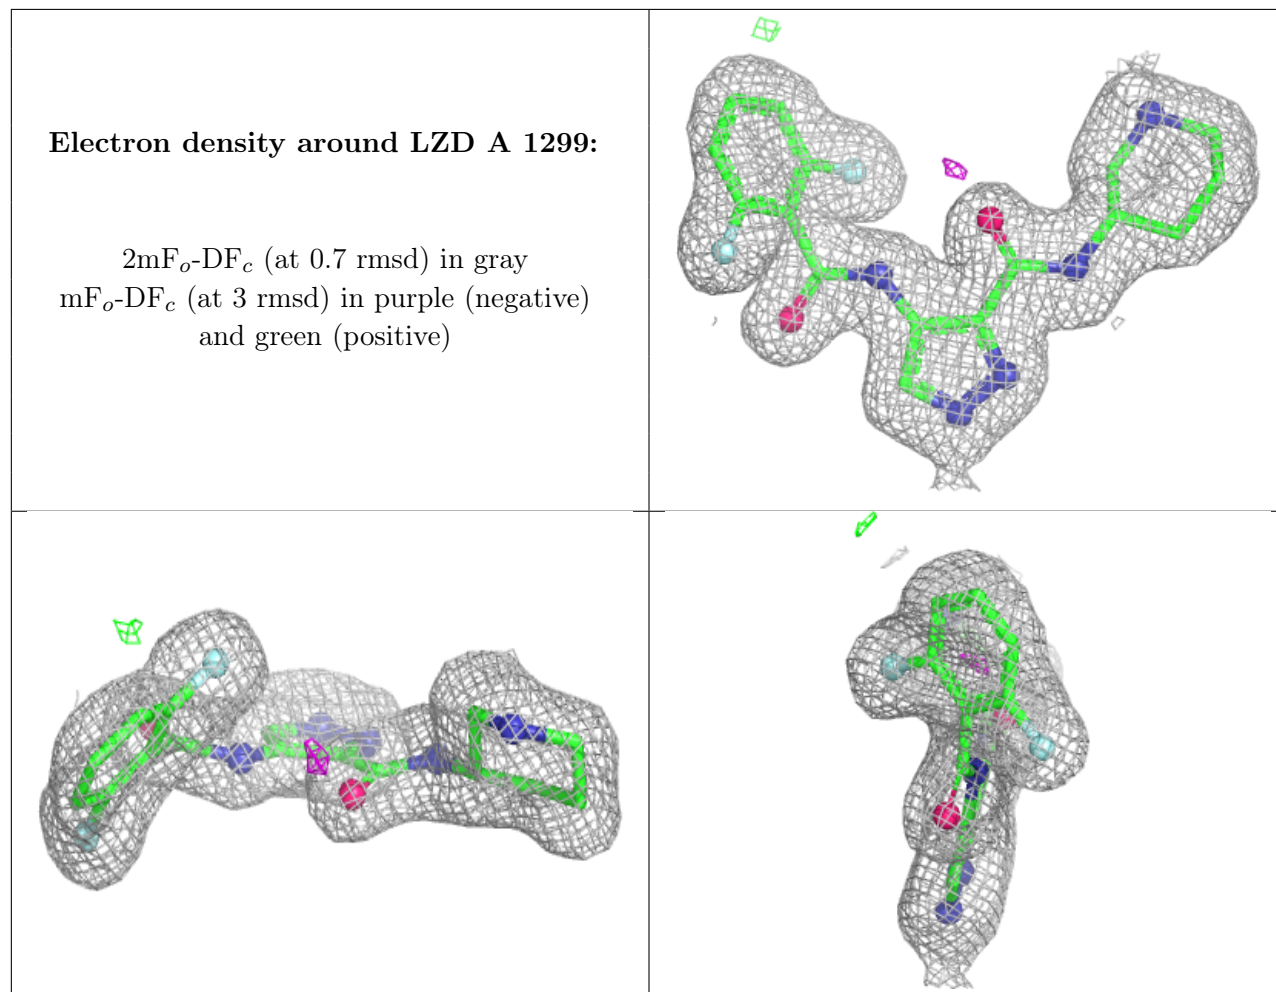 Electron density around LZD A 1299:
2mFo-DFc (at 0.7 rmsd) in gray
mFo-DFc (at 3 rmsd) in purple (negative)
and green (positive)